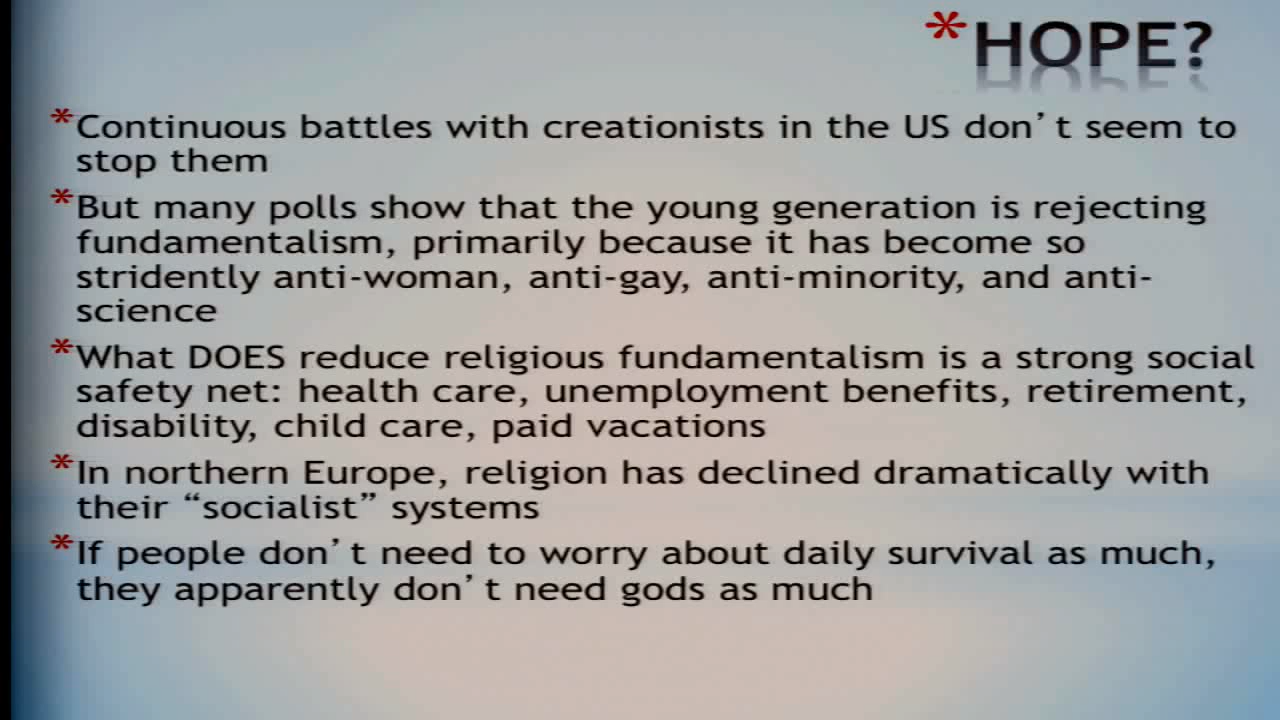 *HOPE?
*Continuous battles with creationists in the US don’t seem to
stop them
*But many polls show that the young generation is rejecting
fundamentalism, primarily because it has become so
stridently anti-woman, anti-gay, anti-minority, and anti-
science
*What DOES reduce religious fundamentalism is a strong social
safety net: health care, unemployment benefits, retirement,
disability, child care, paid vacations
*In northern Europe, religion has declined dramatically with
their “socialist” systems
*If people don’t need to worry about daily survival as much,
they apparently don’t need gods as much